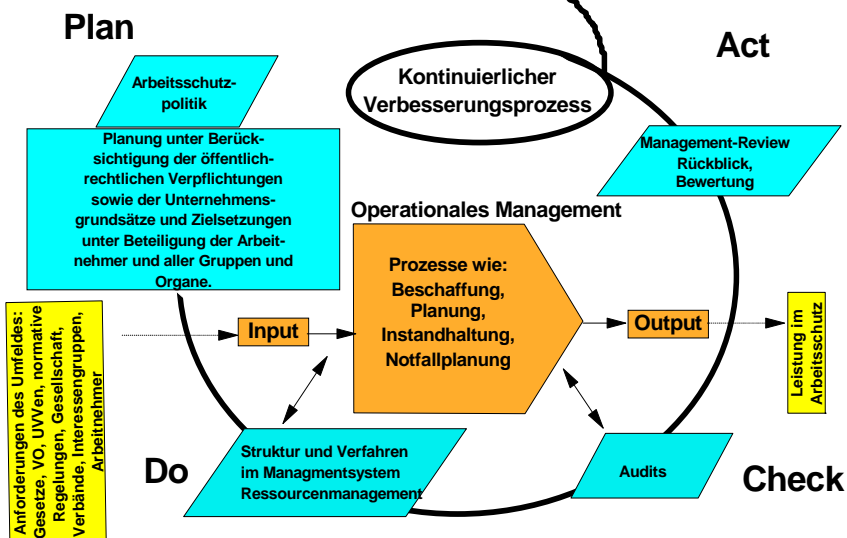 Plan
Act
Arbeitsschutz-
politik
Kontinuierlicher
Verbesserungsprozess
Planung unter Berück-
sichtigung der öffentlich-
rechtlichen Verpflichtungen
sowie der Unternehmens-
grundsätze und Zielsetzungen
unter Beteiligung der Arbeit-
nehmer und aller Gruppen und
Organe.
Management-Review
Rückblick,
Bewertung
Operationales Management
Prozesse wie:
Beschaffung,
Planung,
Instandhaltung,
Notfallplanung
Anforderungen des Umfeldes:
Gesetze, VO, UVVen, normative
Regelungen, Gesellschaft,
Verbände, Interessengruppen,
Arbeitnehmer
Input
Output
Leistung im
Arbeitsschutz
Do
Struktur und Verfahren
im Managmentsystem
Ressourcenmanagement
Audits
Check